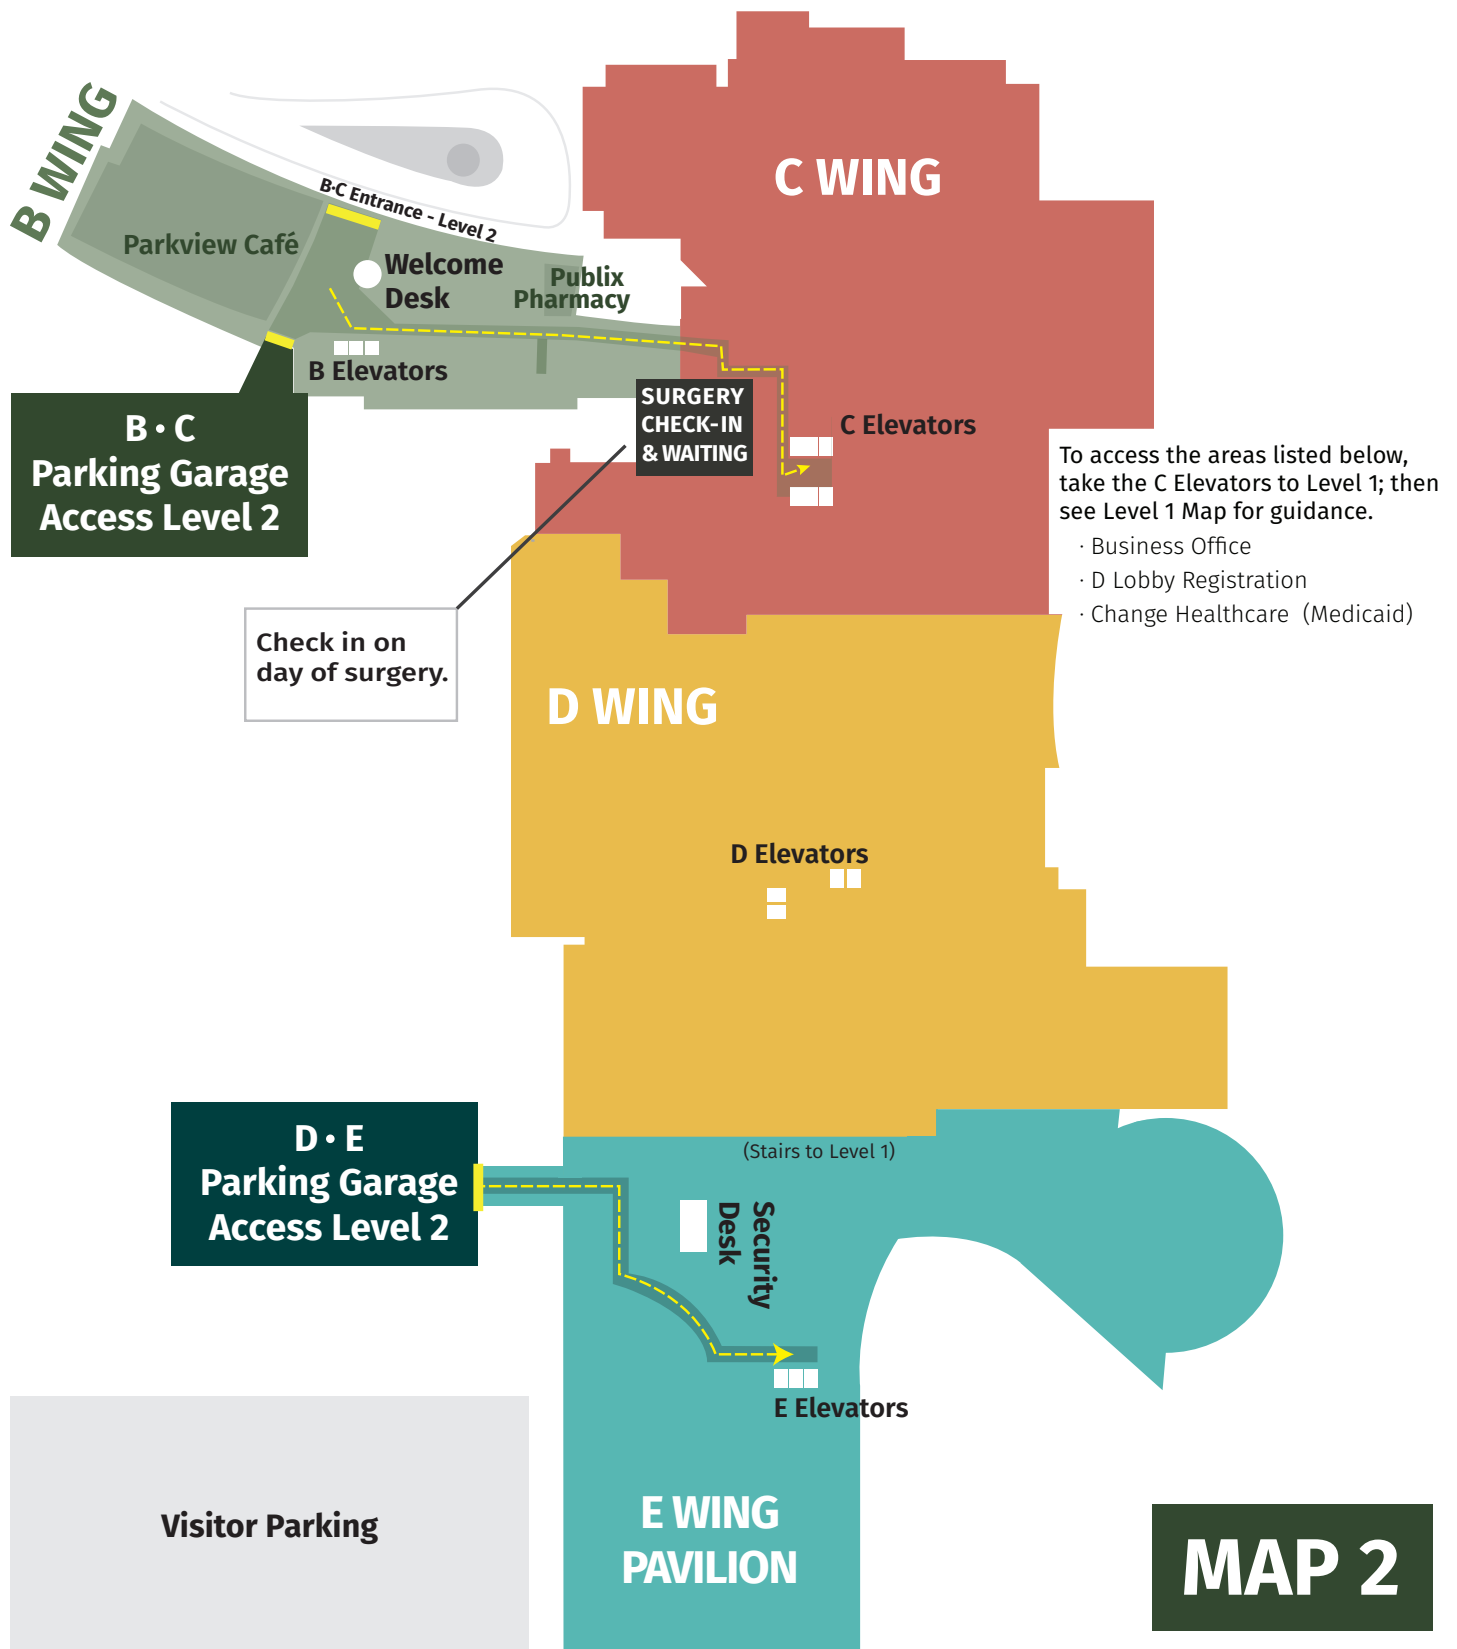 B WING
B·C Entrance - Level 2
C WING
Parkview Café
Welcome
Desk
Publix
Pharmacy
B Elevators
SURGERY
CHECK-IN
& WAITING
C Elevators
B · C
Parking Garage
Access Level 2
To access the areas listed below,
take the C Elevators to Level 1; then
see Level 1 Map for guidance.
· Business Office
· D Lobby Registration
· Change Healthcare (Medicaid)
Check in on
day of surgery.
D WING
D Elevators
D · E
Parking Garage
Access Level 2
(Stairs to Level 1)
Security
Desk
E Elevators
Visitor Parking
E WING
PAVILION
MAP 2